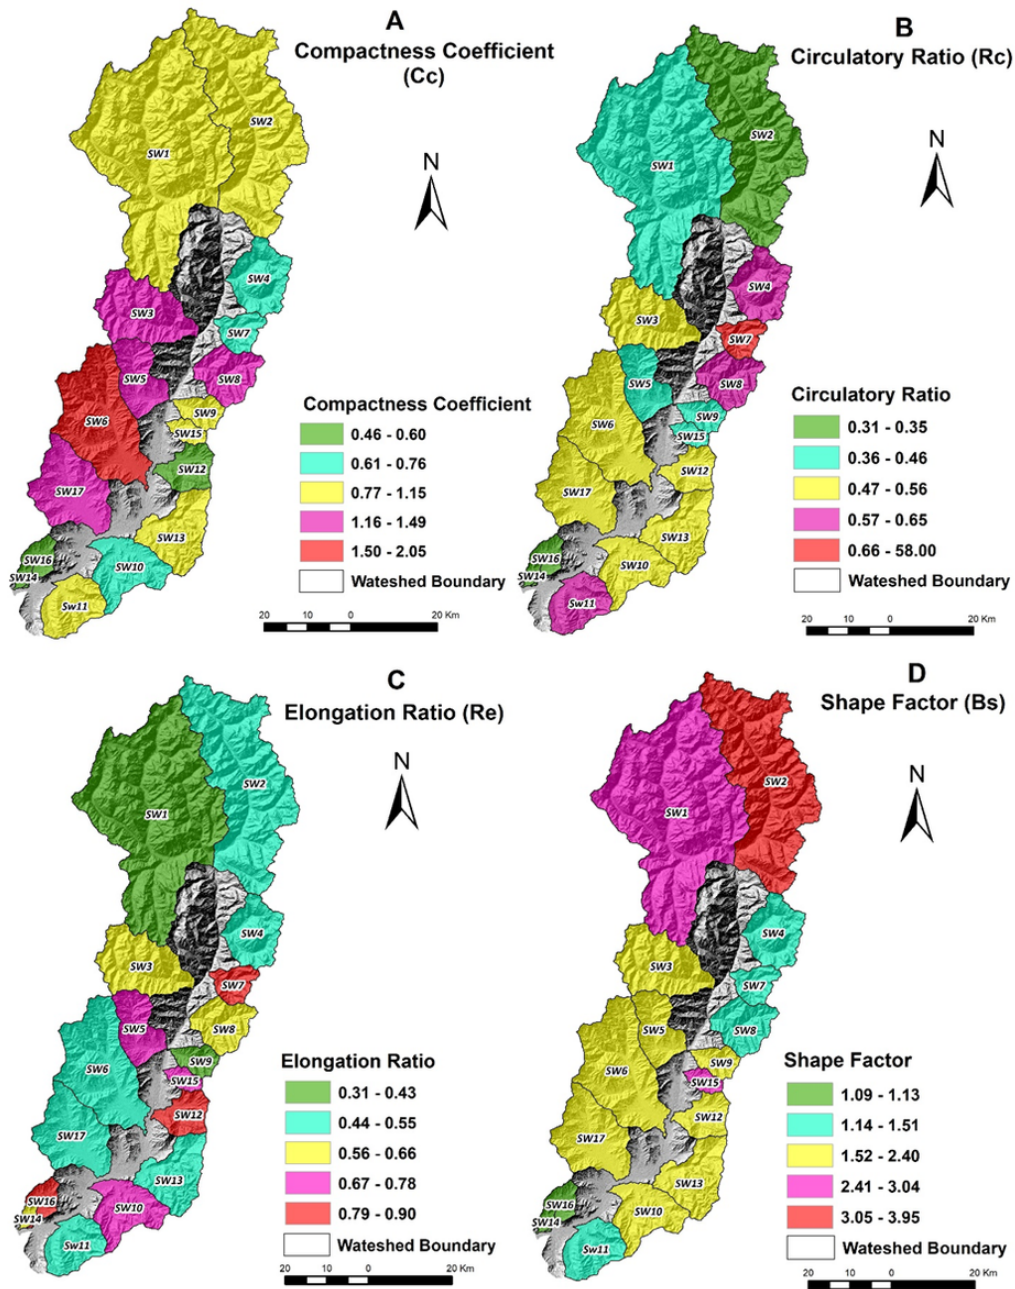 A
Compactness Coefficient
(Cc)
N
SW1
SW2
SW4
SW3
SW7
SW5
SW8
SW6
SW9
SW15
SW12
SW17
SW13
SW16
SW10
SW14
Sw11
Compactness Coefficient
0.46 - 0.60
0.61 - 0.76
0.77 - 1.15
1.16 - 1.49
1.50 - 2.05
Wateshed Boundary
20 10 0 20 Km
B
Circulatory Ratio (Rc)
N
SW2
SW1
SW4
SW3
SW7
SW5
SW8
SW9
SW6
SW15
SW12
SW17
SW13
SW16
SW10
SW14
Sw11
Circulatory Ratio
0.31 - 0.35
0.36 - 0.46
0.47 - 0.56
0.57 - 0.65
0.66 - 58.00
Wateshed Boundary
20 10 0 20 Km
C
Elongation Ratio (Re)
N
SW2
SW1
SW4
SW3
SW7
SW5
SW8
SW9
SW6
SW15
SW12
SW17
SW13
SW16
SW10
SW14
Sw11
Elongation Ratio
0.31 - 0.43
0.44 - 0.55
0.56 - 0.66
0.67 - 0.78
0.79 - 0.90
Wateshed Boundary
20 10 0 20 Km
D
Shape Factor (Bs)
N
SW2
SW1
SW4
SW3
SW7
SW5
SW8
SW9
SW6
SW15
SW12
SW17
SW13
SW16
SW10
SW14
Sw11
Shape Factor
1.09 - 1.13
1.14 - 1.51
1.52 - 2.40
2.41 - 3.04
3.05 - 3.95
Wateshed Boundary
20 10 0 20 Km